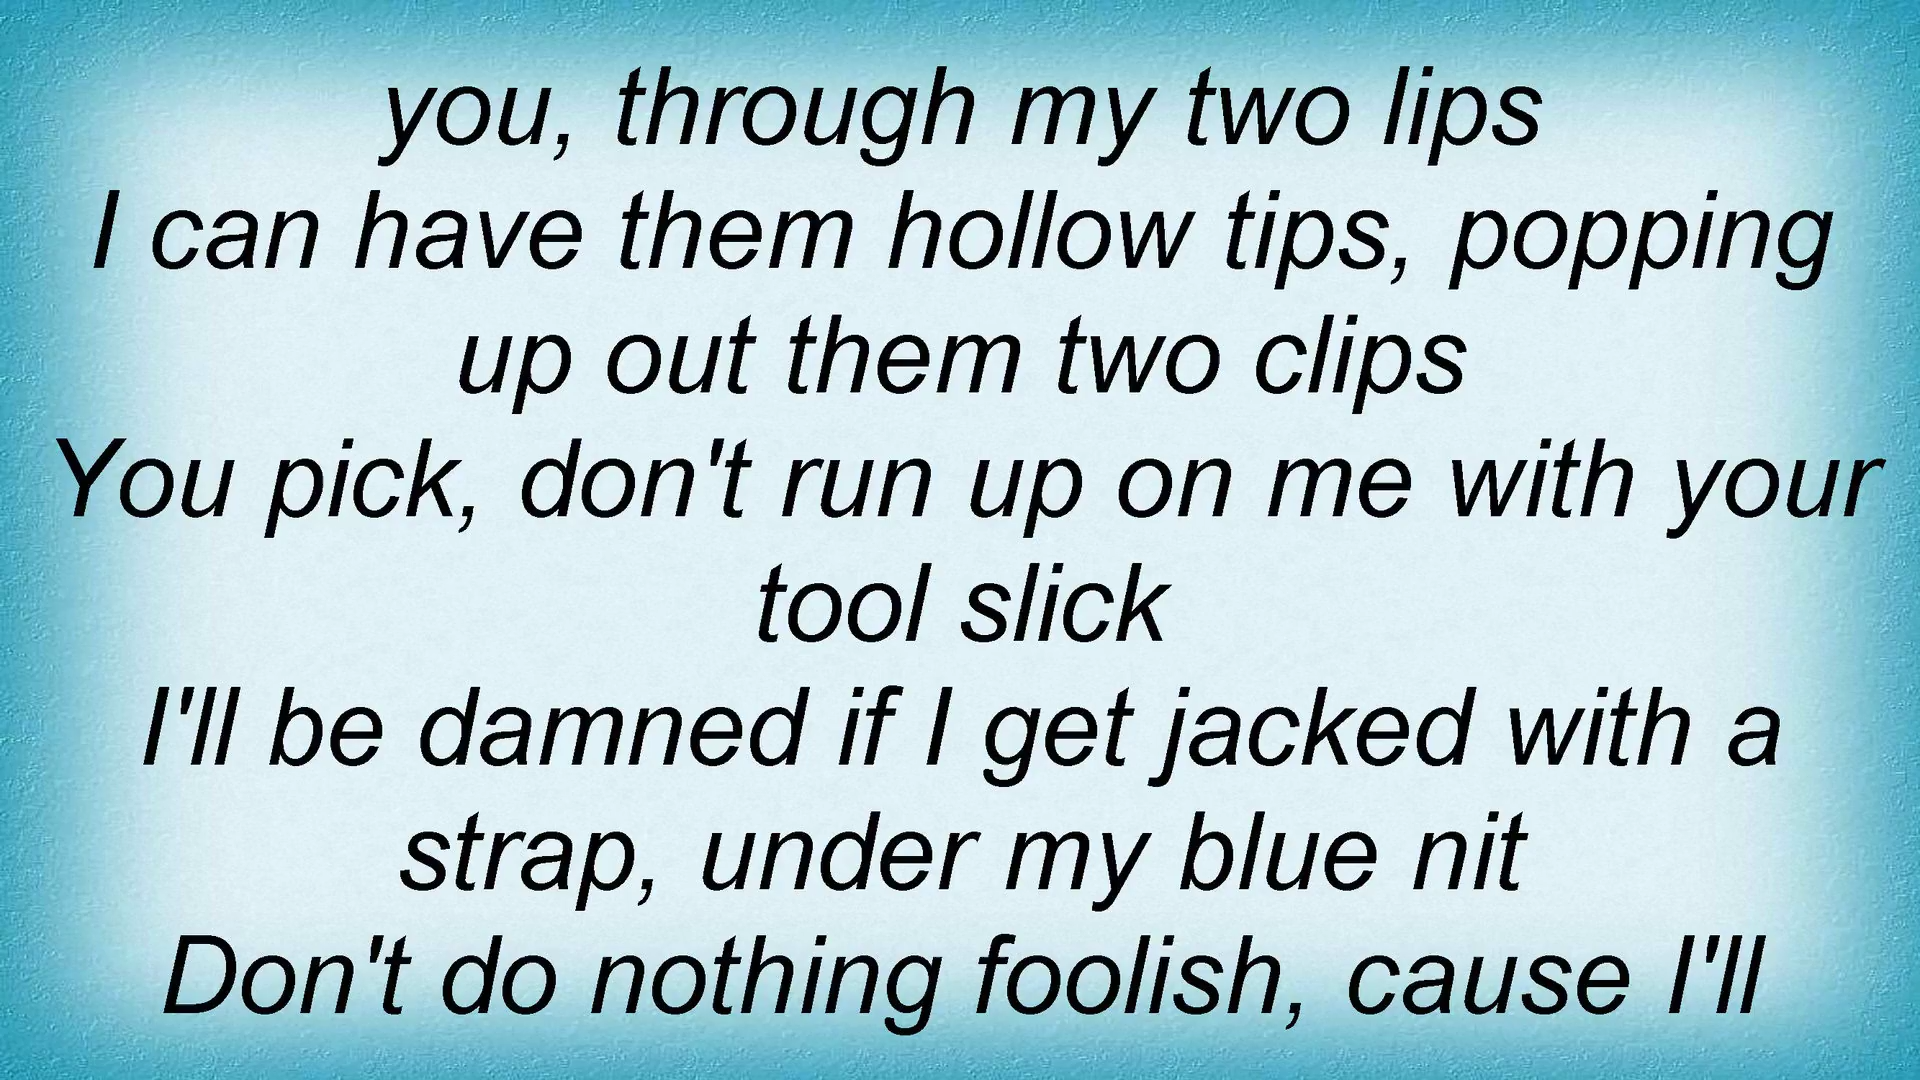 you, through my two lips
I can have them hollow tips, popping
up out them two clips
You pick, don't run up on me with your
tool slick
I'll be damned if I get jacked with a
strap, under my blue nit
Don't do nothing foolish, cause I'll